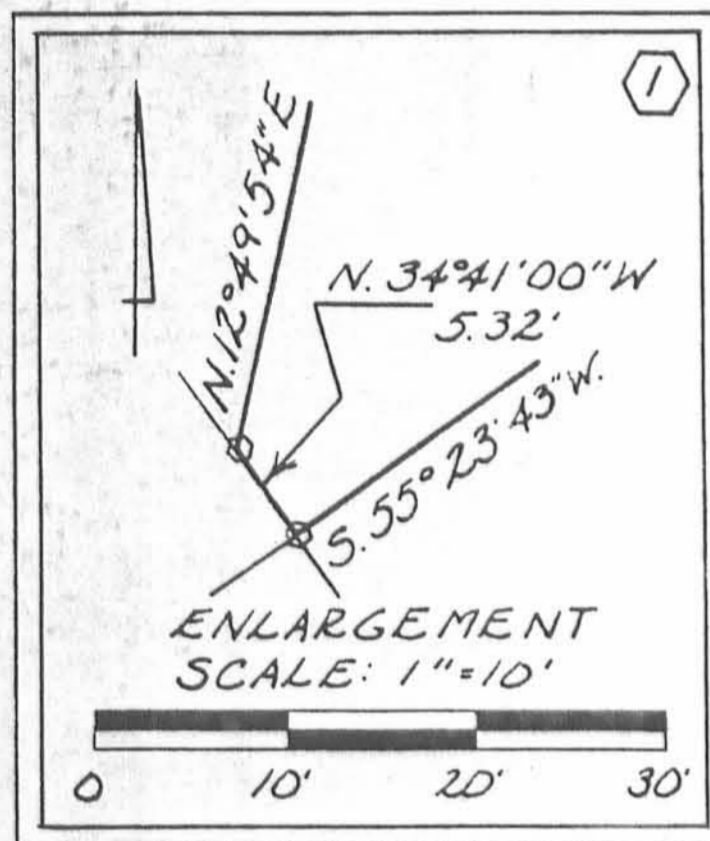 1
N.12°49'54"E
N. 34°41'00"W
5.32'
S.55°23'43"W.
ENLARGEMENT
SCALE: 1"=10'
0 10' 20' 30'